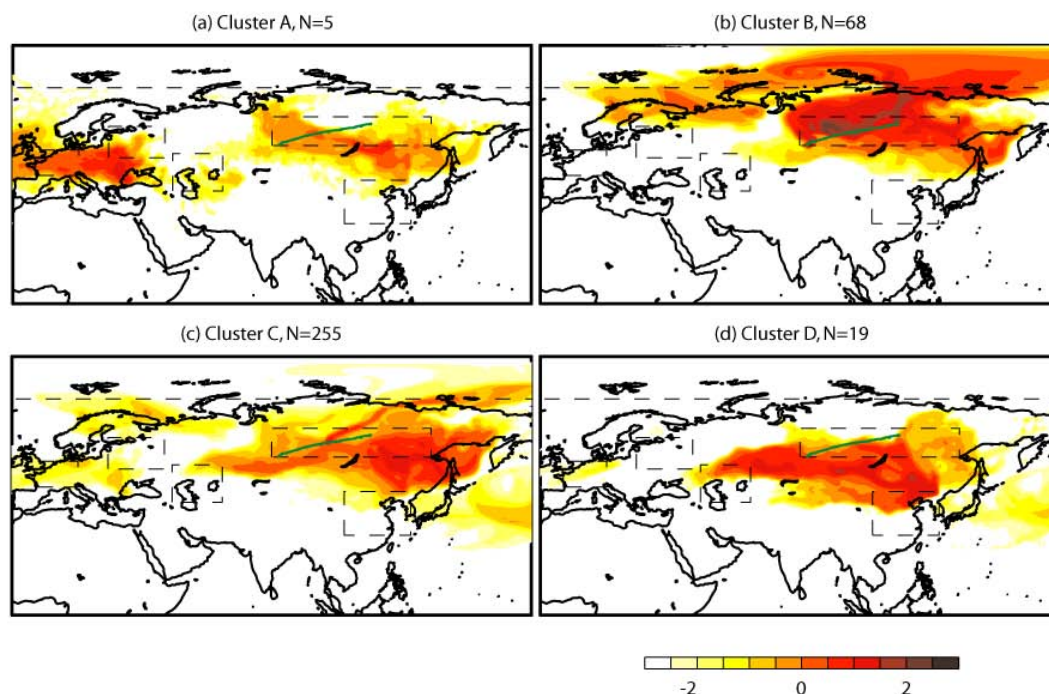 (a) Cluster A, N=5
(b) Cluster B, N=68
(c) Cluster C, N=255
(d) Cluster D, N=19
-2 0 2